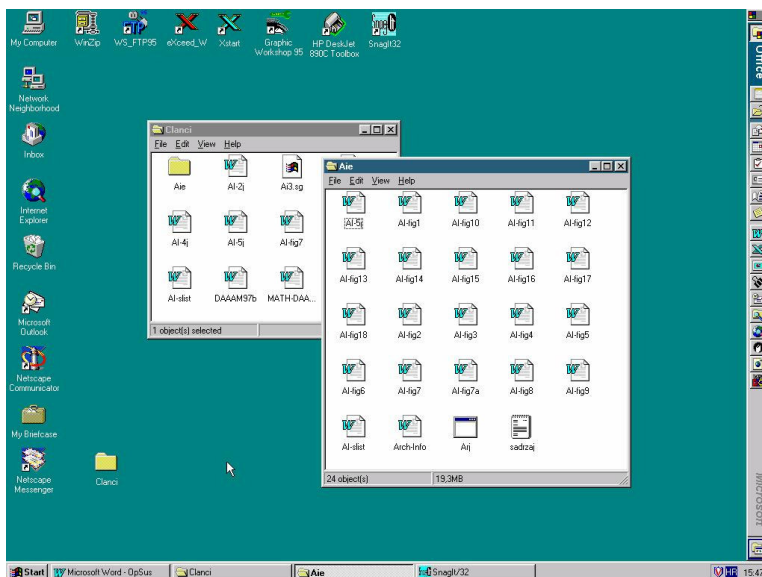 My Computer
WinZip
WS_FTP95
eXceed_W
Xstart
Graphic
Workshop 95
HP DeskJet
890C Toolbox
SnagIt32
Network
Neighborhood
Inbox
Internet
Explorer
Recycle Bin
Microsoft
Outlook
Netscape
Communicator
My Briefcase
Netscape
Messenger
Clanci
Clanci
File Edit View Help
Aie
AI-2j
Ai3.sg
AI-4j
AI-5j
AI-fig7
AI-slist
DAAAM97b
MATH-DAA...
1 object(s) selected
Aie
File Edit View Help
AI-5j
AI-fig1
AI-fig10
AI-fig11
AI-fig12
AI-fig13
AI-fig14
AI-fig15
AI-fig16
AI-fig17
AI-fig18
AI-fig2
AI-fig3
AI-fig4
AI-fig5
AI-fig6
AI-fig7
AI-fig7a
AI-fig8
AI-fig9
AI-slist
Arch-Info
Arj
sadrzaj
24 object(s)
19,3MB
Office
Microsoft
Start
Microsoft Word - OpSus
Clanci
Aie
SnagIt/32
HR
15:47